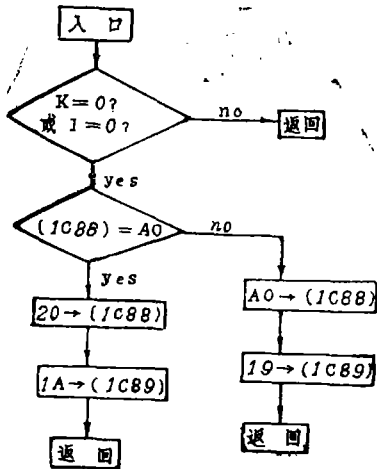 入 口
K=0?
或 I=0?
no
返回
yes
(1C88)=A0
no
yes
20→(1C88)
A0→(1C88)
1A→(1C89)
19→(1C89)
返 回
返 回